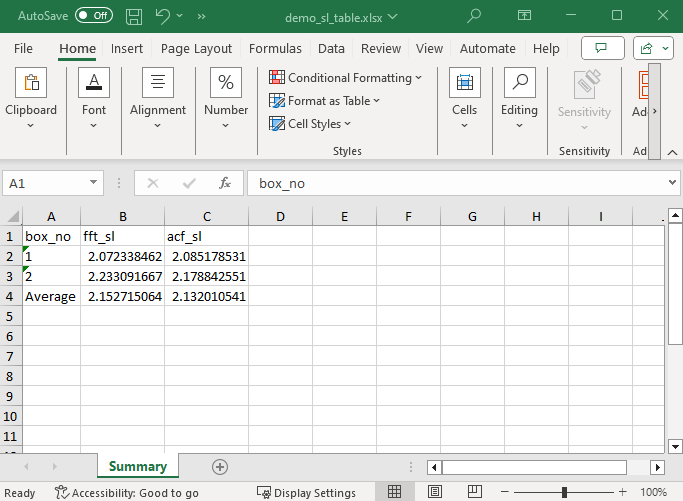 AutoSave Off demo_sl_table.xlsx
File Home Insert Page Layout Formulas Data Review View Automate Help
Clipboard Font Alignment Number Conditional Formatting Format as Table Cell Styles Cells Editing Sensitivity Ad
Styles Sensitivity Ad
A1 fx box_no
A B C D E F G H I
1 box_no fft_sl acf_sl
2 1 2.072338462 2.085178531
3 2 2.233091667 2.178842551
4 Average 2.152715064 2.132010541
5
6
7
8
9
10
11
Summary
Ready Accessibility: Good to go Display Settings 100%